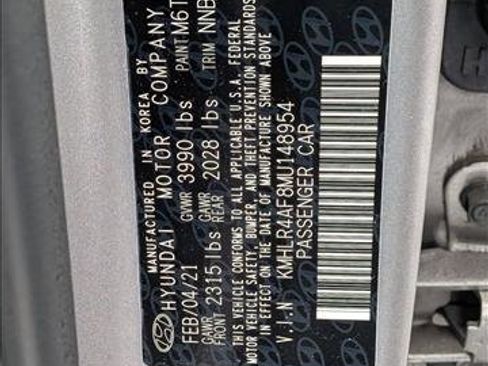 MANUFACTURED IN KOREA BY
HYUNDAI MOTOR COMPANY
FEB/04/21 GVWR 3990 lbs PAINT M6T
GAWR FRONT 2315 lbs GAWR REAR 2028 lbs TRIM NNB
THIS VEHICLE CONFORMS TO ALL APPLICABLE U.S.A. FEDERAL
MOTOR VEHICLE SAFETY, BUMPER, AND THEFT PREVENTION STANDARDS
IN EFFECT ON THE DATE OF MANUFACTURE SHOWN ABOVE
V.I.N KMHLR4AF8MU148954
PASSENGER CAR